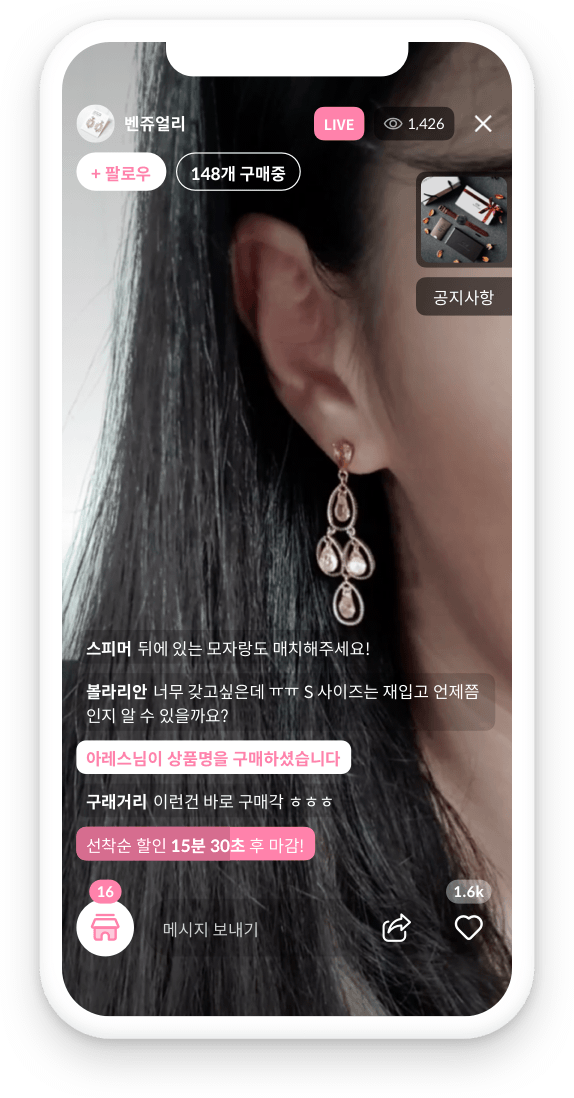 벤쥬얼리
LIVE
1,426
+ 팔로우
148개 구매중
공지사항
스피머 뒤에 있는 모자랑도 매치해주세요!
볼라리안 너무 갖고싶은데 ㅠㅠ S 사이즈는 재입고 언제쯤
인지 알 수 있을까요?
아레스님이 상품명을 구매하셨습니다
구래거리 이런건 바로 구매각 ㅎㅎㅎ
선착순 할인 15분 30초 후 마감!
16
1.6k
메시지 보내기